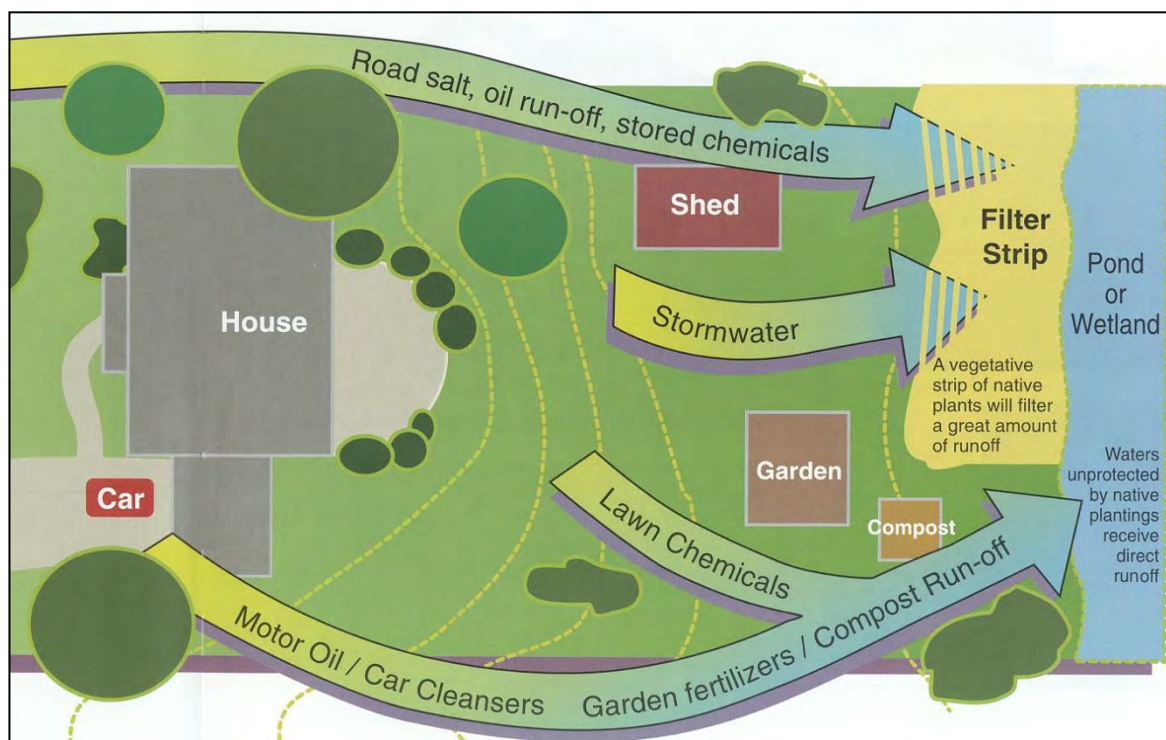 Road salt, oil run-off, stored chemicals
Shed
Filter
Strip
Pond
or
Wetland
House
Stormwater
A vegetative
strip of native
plants will filter
a great amount
of runoff
Waters
unprotected
by native
plantings
receive
direct
runoff
Garden
Car
Compost
Lawn Chemicals
Motor Oil / Car Cleansers
Garden fertilizers / Compost Run-off